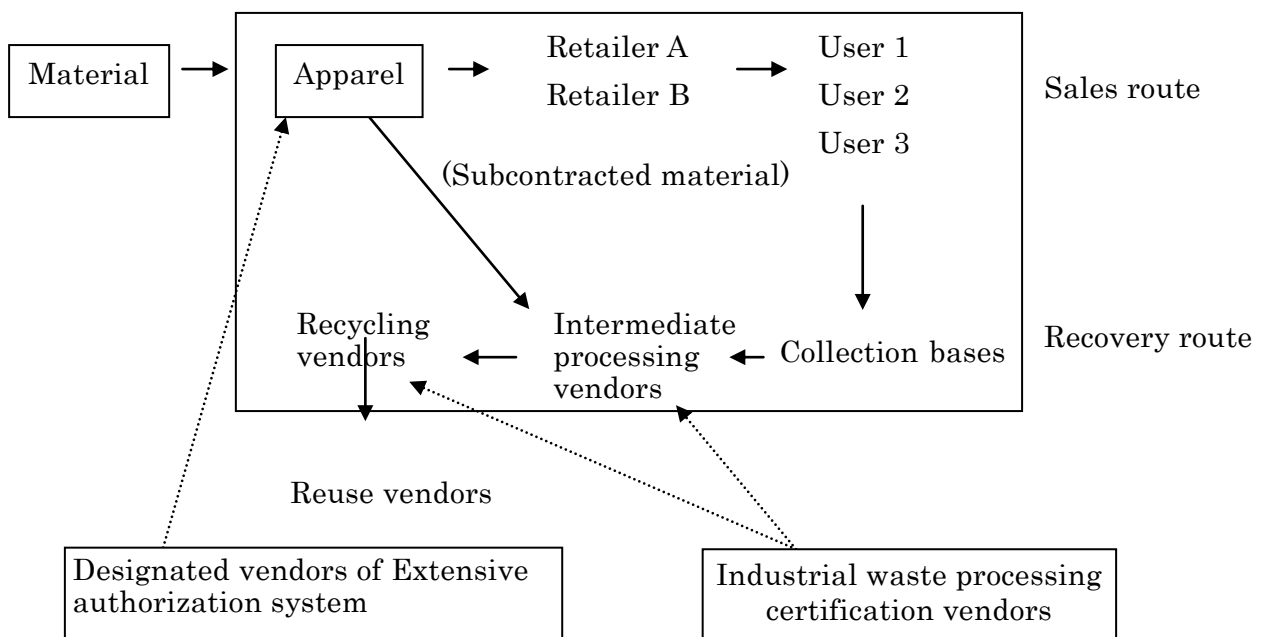 Material
Apparel
Retailer A
Retailer B
User 1
User 2
User 3
Sales route
(Subcontracted material)
Recycling
vendors
Intermediate
processing
vendors
Collection bases
Recovery route
Reuse vendors
Designated vendors of Extensive
authorization system
Industrial waste processing
certification vendors